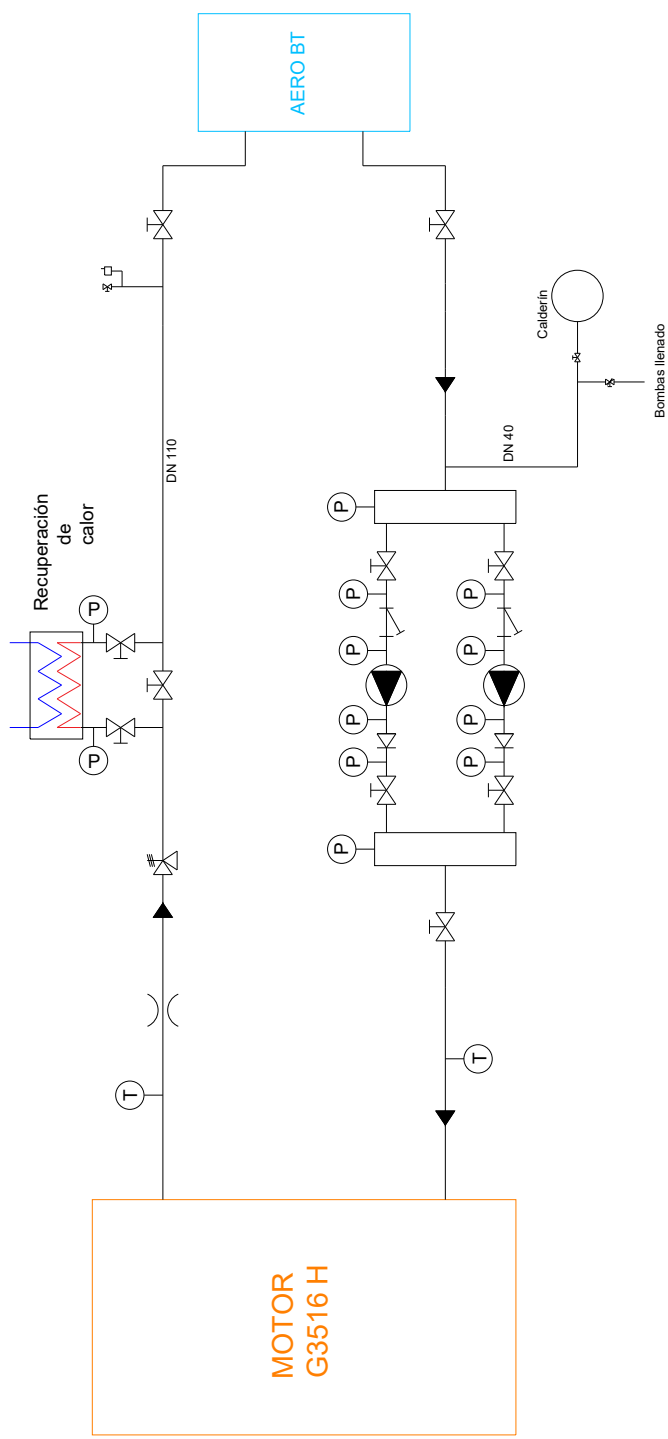 AERO BT
Recuperación
de
calor
P
P
DN 110
Calderín
Bombas llenado
DN 40
P
P
P
P
P
P
P
P
P
P
T
T
MOTOR
G3516 H